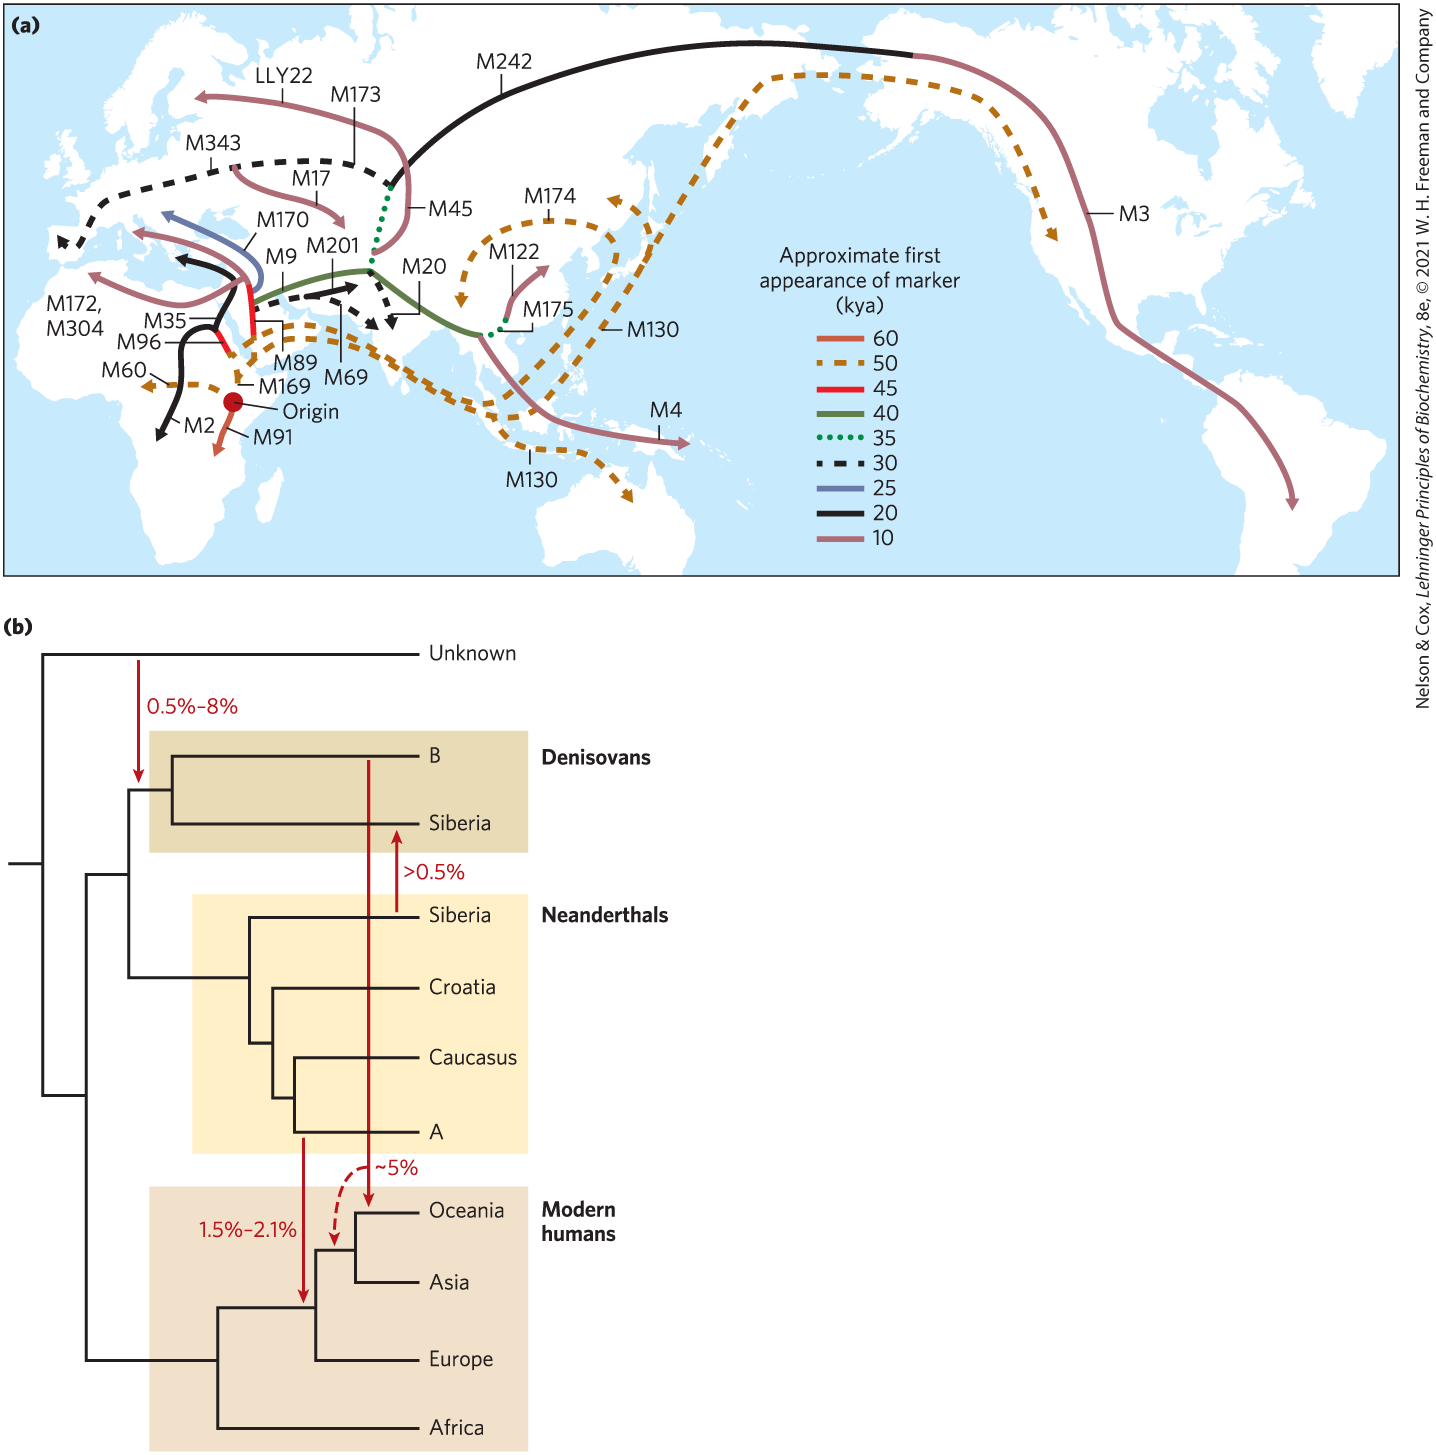 (a)
LLY22
M173
M242
M343
M17
M45
M174
M170
M9
M201
M20
M122
M3
M172,
M304
M35
M96
M60
M89
M69
M169
M175
M130
Origin
M2
M91
M4
M130
Approximate first
appearance of marker
(kya)
60
50
45
40
35
30
25
20
10
Nelson & Cox, Lehninger Principles of Biochemistry, 8e, © 2021 W. H. Freeman and Company
(b)
Unknown
0.5%–8%
B
Denisovans
Siberia
>0.5%
Siberia
Neanderthals
Croatia
Caucasus
A
~5%
1.5%–2.1%
Oceania
Modern
humans
Asia
Europe
Africa